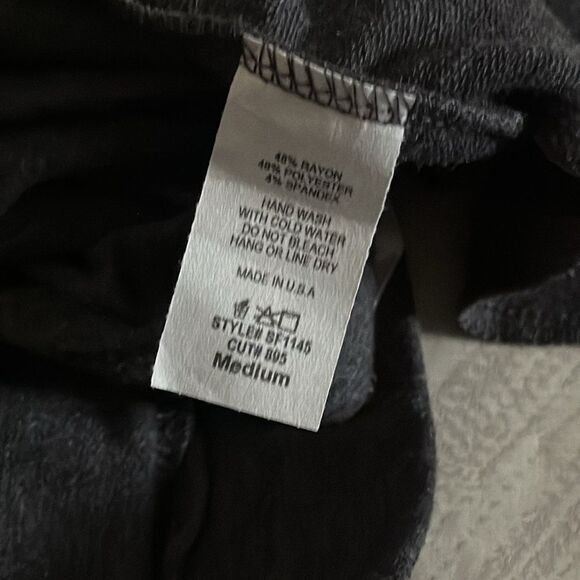 48% RAYON
48% POLYESTER
4% SPANDEX
HAND WASH
WITH COLD WATER
DO NOT BLEACH
HANG OR LINE DRY
MADE IN U.S.A
STYLE# SF1145
CUT# 895
Medium